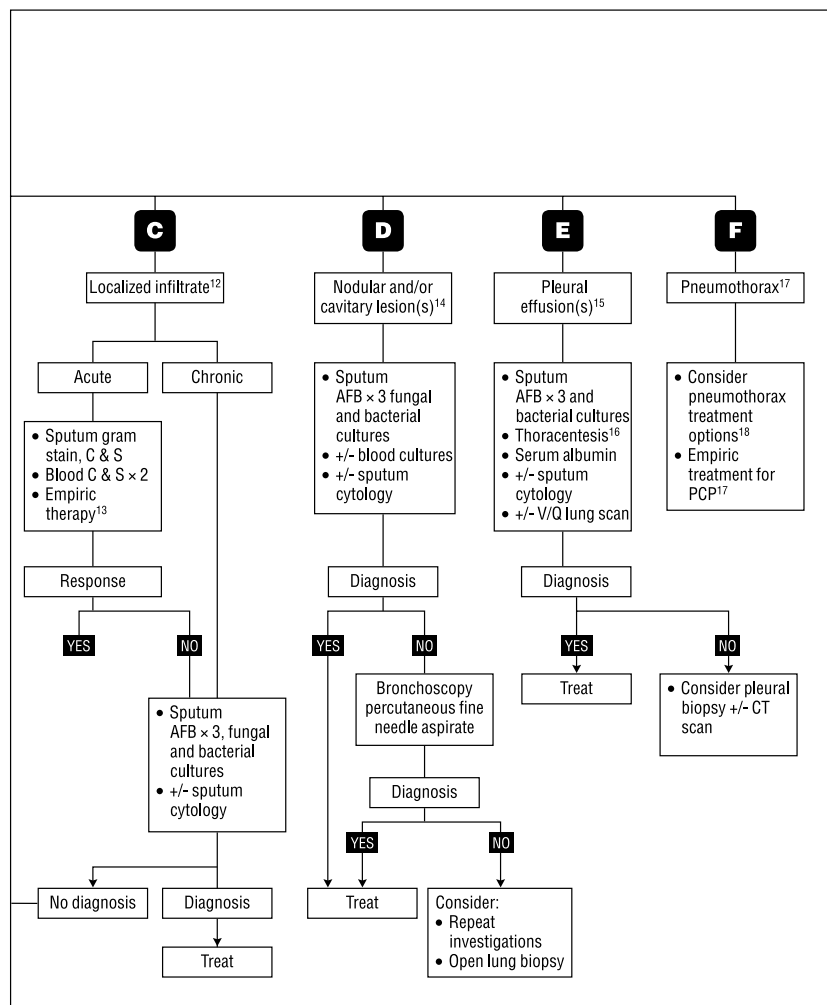 C
Localized infiltrate12
Acute
Chronic
• Sputum gram
stain, C & S
• Blood C & S × 2
• Empiric
therapy13
Response
YES
NO
• Sputum
AFB × 3, fungal
and bacterial
cultures
• +/- sputum
cytology
No diagnosis
Diagnosis
Treat
D
Nodular and/or
cavitary lesion(s)14
• Sputum
AFB × 3 fungal
and bacterial
cultures
• +/- blood cultures
• +/- sputum
cytology
Diagnosis
YES
NO
Bronchoscopy
percutaneous fine
needle aspirate
Diagnosis
YES
NO
Treat
Consider:
• Repeat
investigations
• Open lung biopsy
E
Pleural
effusion(s)15
• Sputum
AFB × 3 and
bacterial cultures
• Thoracentesis16
• Serum albumin
• +/- sputum
cytology
• +/- V/Q lung scan
Diagnosis
YES
NO
Treat
• Consider pleural
biopsy +/- CT
scan
F
Pneumothorax17
• Consider
pneumothorax
treatment
options18
• Empiric
treatment for
PCP17